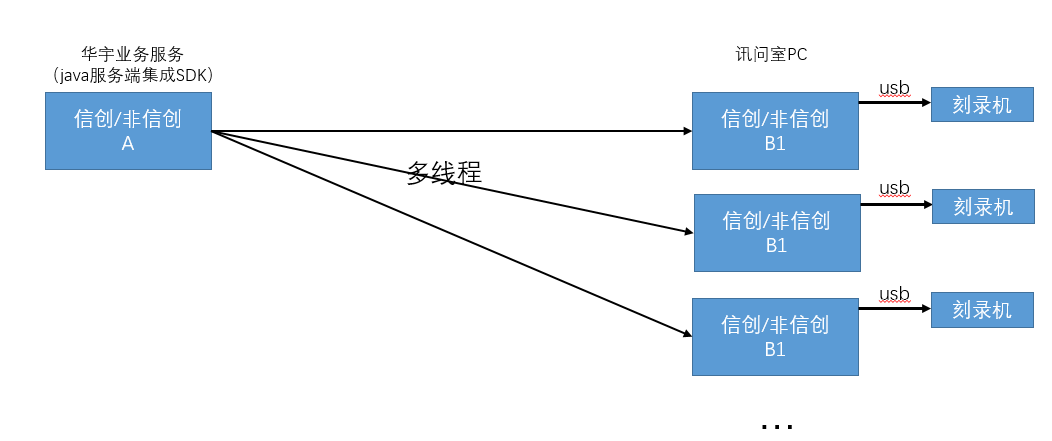 华宇业务服务
（java服务端集成SDK）
信创/非信创
A
多线程
讯问室PC
信创/非信创
B1
usb
刻录机
信创/非信创
B1
usb
刻录机
信创/非信创
B1
usb
刻录机
...